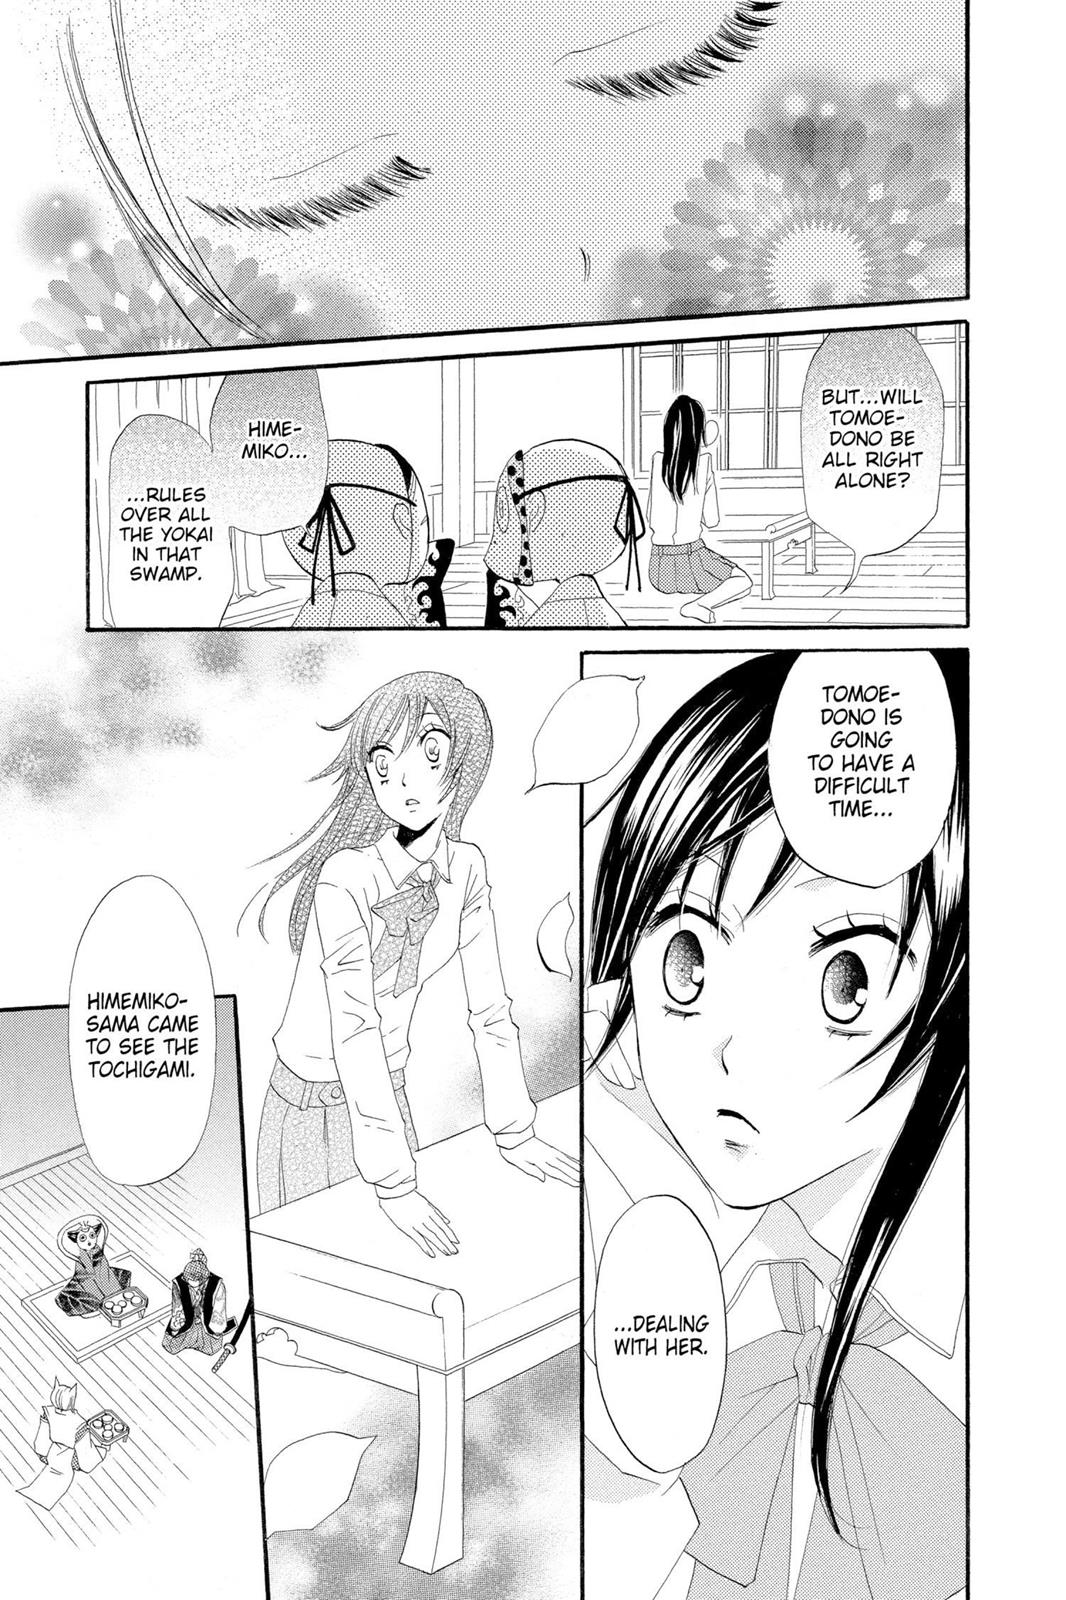 BUT...WILL
TOMOE-
DONO BE
ALL RIGHT
ALONE?
HIME-
MIKO...
...RULES
OVER ALL
THE YOKAI
IN THAT
SWAMP.
TOMOE-
DONO IS
GOING
TO HAVE A
DIFFICULT
TIME...
...DEALING
WITH HER.
HIMEMIKO-
SAMA CAME
TO SEE THE
TOCHIGAMI.